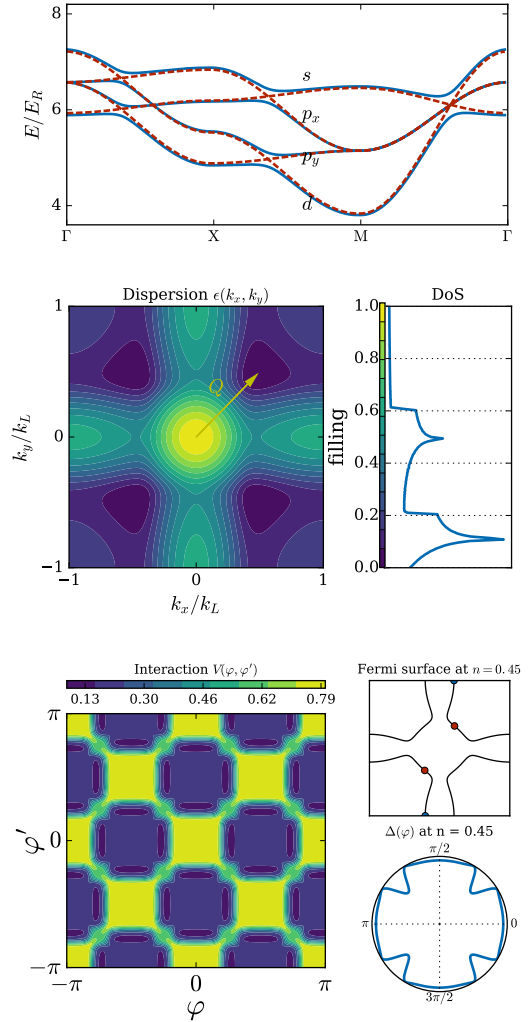 8
6
4
E/E_R
s
p_x
p_y
d
Γ X M Γ
Dispersion ϵ(k_x, k_y)
DoS
1
0
−1
k_y/k_L
Q
−1 0 1
k_x/k_L
filling
1.0
0.8
0.6
0.4
0.2
0.0
Interaction V(φ, φ′)
0.13 0.30 0.46 0.62 0.79
π
0
−π
φ′
−π 0 π
φ
Fermi surface at n = 0.45
Δ(φ) at n = 0.45
π/2
π
0
3π/2